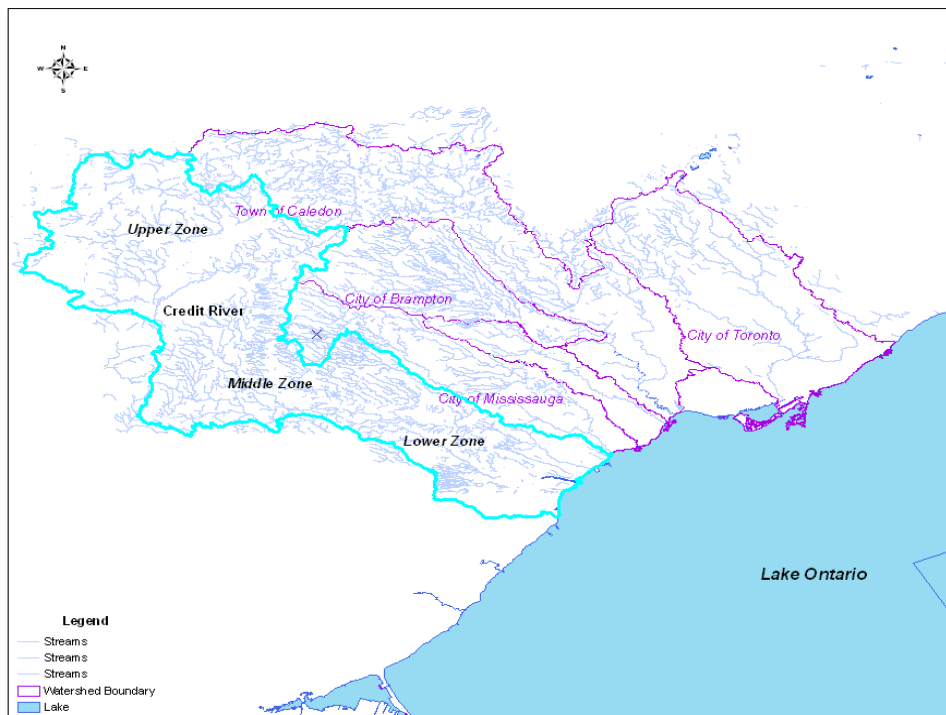 N
W E
S
Town of Caledon
Upper Zone
City of Brampton
Credit River
City of Toronto
Middle Zone
City of Mississauga
Lower Zone
Lake Ontario
Legend
Streams
Streams
Streams
Watershed Boundary
Lake